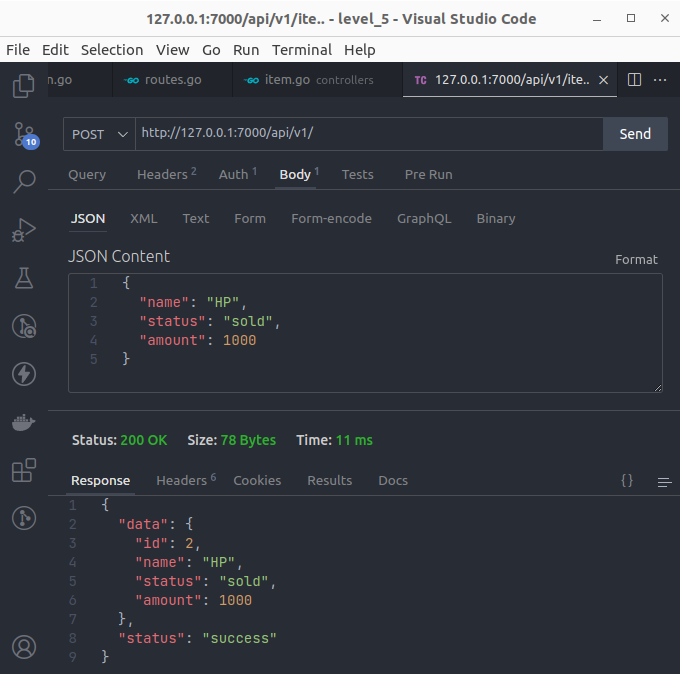 127.0.0.1:7000/api/v1/ite.. - level_5 - Visual Studio Code
File Edit Selection View Go Run Terminal Help
n.go routes.go item.go controllers TC 127.0.0.1:7000/api/v1/ite..
10
POST http://127.0.0.1:7000/api/v1/ Send
Query Headers 2 Auth 1 Body 1 Tests Pre Run
JSON XML Text Form Form-encode GraphQL Binary
JSON Content
Format
1 {
2 "name": "HP",
3 "status": "sold",
4 "amount": 1000
5 }
Status: 200 OK Size: 78 Bytes Time: 11 ms
Response Headers 6 Cookies Results Docs {}
1 {
2 "data": {
3 "id": 2,
4 "name": "HP",
5 "status": "sold",
6 "amount": 1000
7 },
8 "status": "success"
9 }